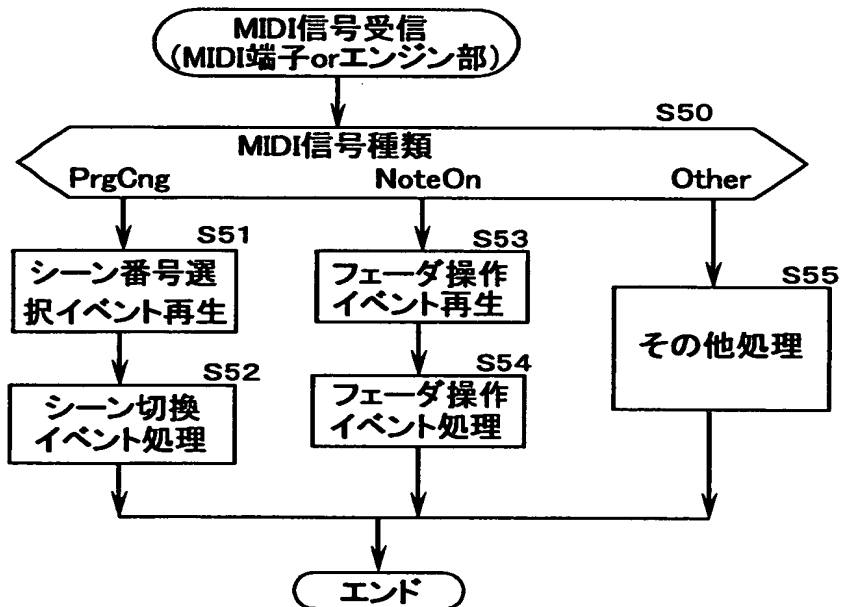 MIDI信号受信
(MIDI端子orエンジン部)
S50
MIDI信号種類
PrgCng
NoteOn
Other
S51
シーン番号選
択イベント再生
S53
フェーダ操作
イベント再生
S55
その他処理
S52
シーン切換
イベント処理
S54
フェーダ操作
イベント処理
エンド